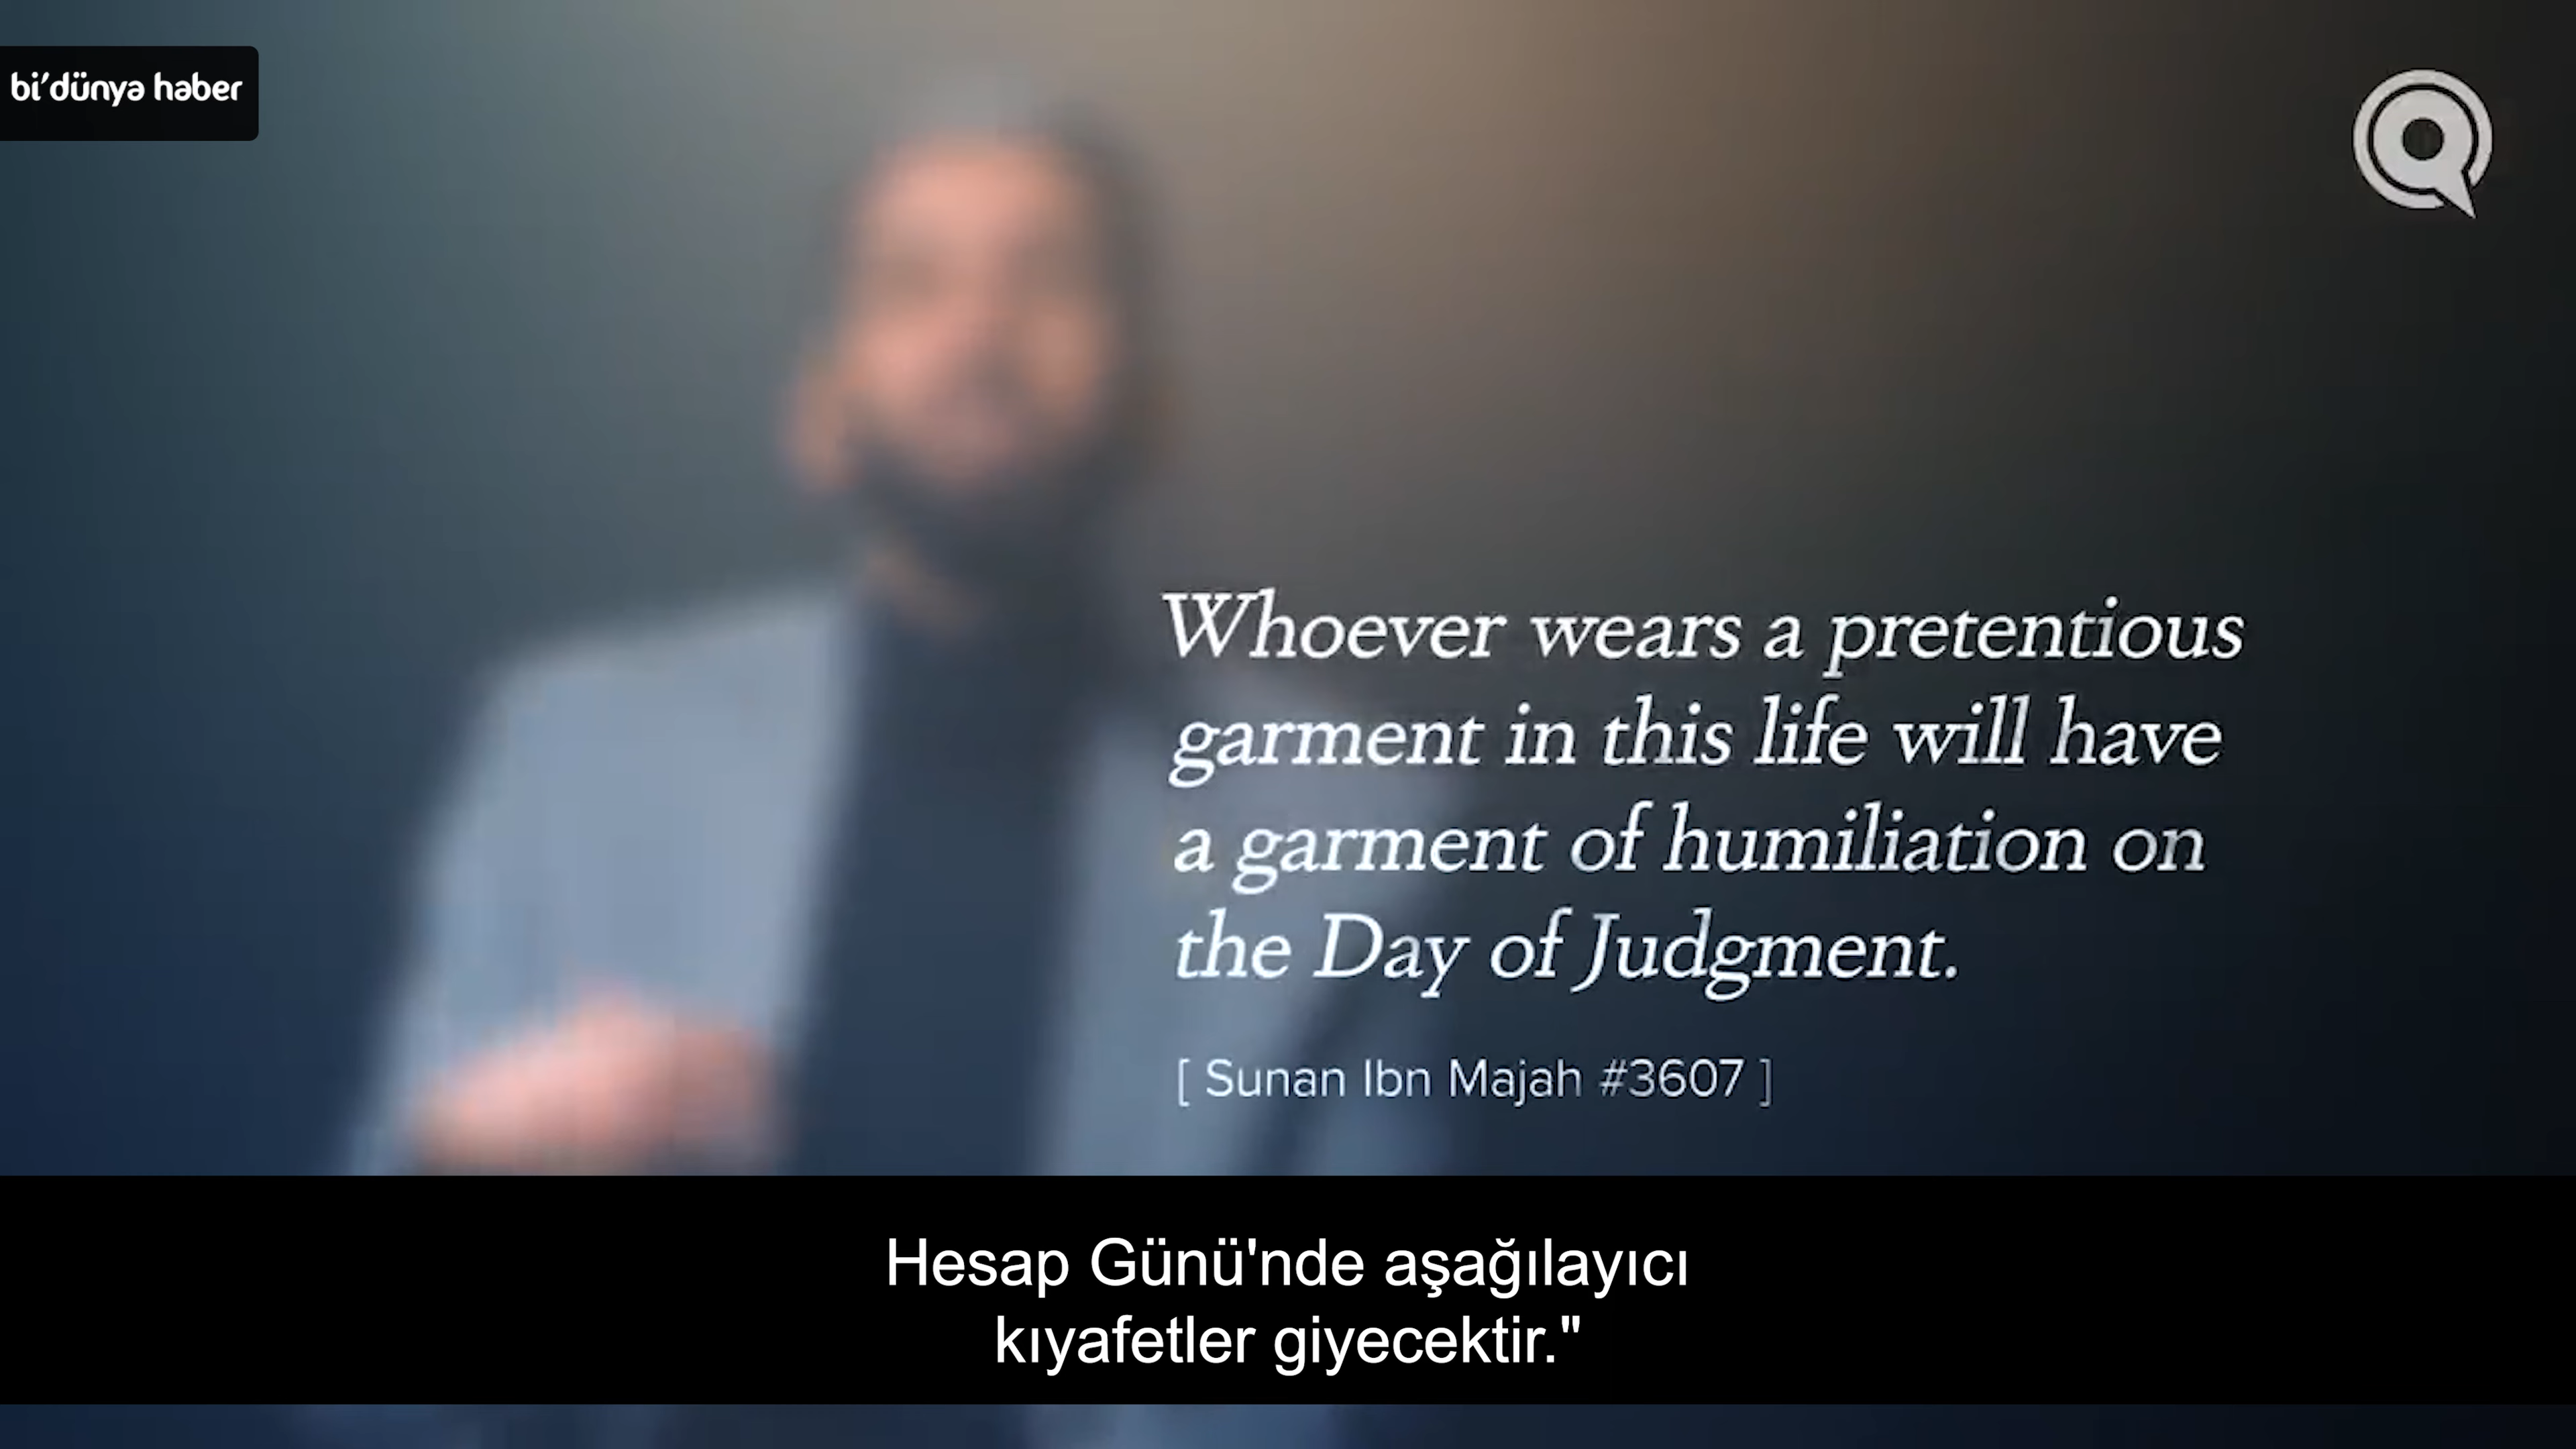 bi'dünya haber
Whoever wears a pretentious
garment in this life will have
a garment of humiliation on
the Day of Judgment.
[ Sunan Ibn Majah #3607 ]
Hesap Günü'nde aşağılayıcı
kıyafetler giyecektir."